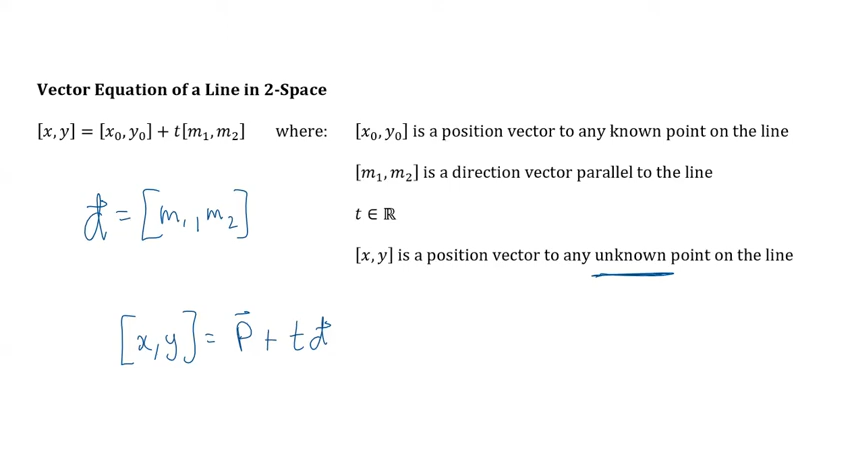 Vector Equation of a Line in 2-Space
[x, y] = [x₀, y₀] + t[m₁, m₂] where: [x₀, y₀] is a position vector to any known point on the line
[m₁, m₂] is a direction vector parallel to the line
t ∈ ℝ
[x, y] is a position vector to any unknown point on the line
d⃗ = [m₁, m₂]
[x, y] = p⃗ + td⃗